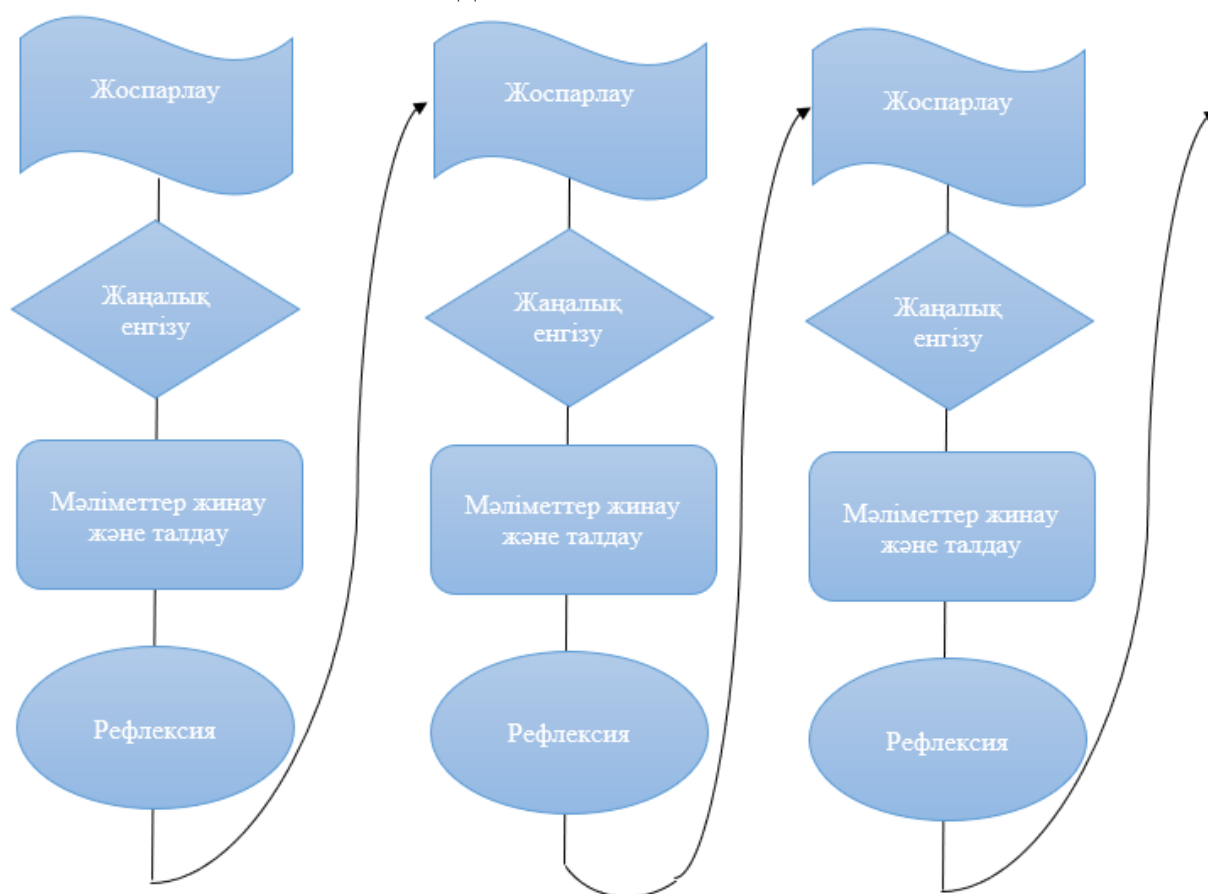 Жоспарлау
Жаңалық
енгізу
Мәліметтер жинау
және талдау
Рефлексия
Жоспарлау
Жаңалық
енгізу
Мәліметтер жинау
және талдау
Рефлексия
Жоспарлау
Жаңалық
енгізу
Мәліметтер жинау
және талдау
Рефлексия